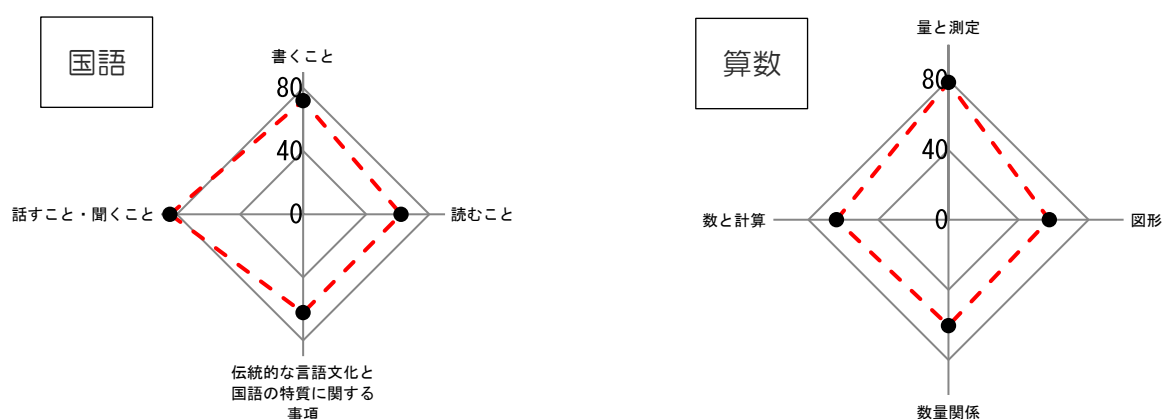 国語
書くこと
80
40
0
話すこと・聞くこと
読むこと
伝統的な言語文化と
国語の特質に関する
事項
算数
量と測定
80
40
0
数と計算
図形
数量関係